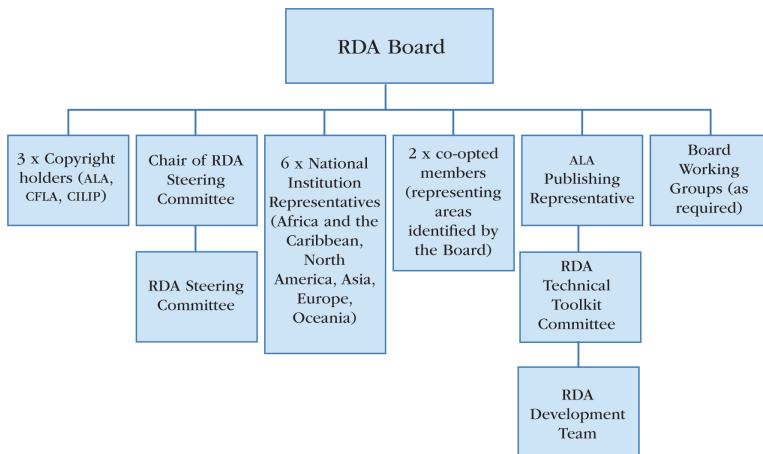 RDA Board
3 x Copyright
holders (ALA,
CFLA, CILIP)
Chair of RDA
Steering
Committee
RDA Steering
Committee
6 x National
Institution
Representatives
(Africa and the
Caribbean,
North
America, Asia,
Europe,
Oceania)
2 x co-opted
members
(representing
areas
identified by
the Board)
ALA
Publishing
Representative
RDA
Technical
Toolkit
Committee
RDA
Development
Team
Board
Working
Groups (as
required)